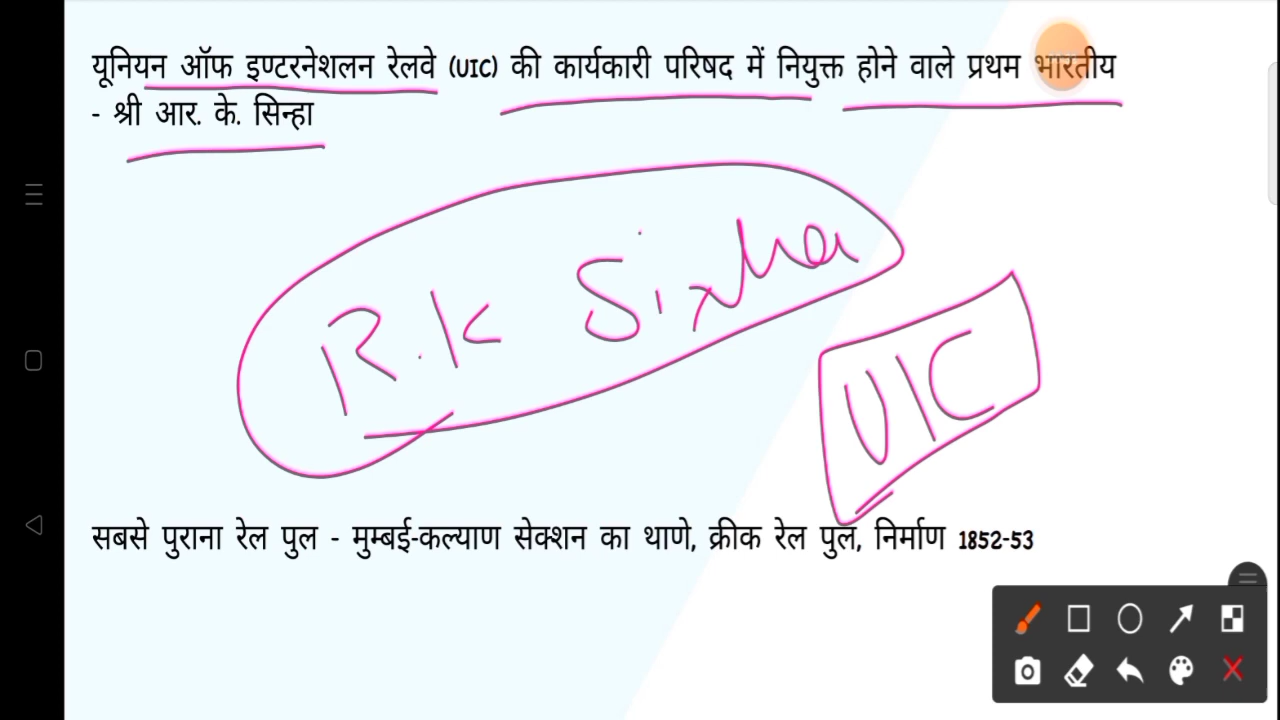 यूनियन ऑफ इण्टरनेशलन रेलवे (UIC) की कार्यकारी परिषद में नियुक्त होने वाले प्रथम भारतीय
- श्री आर. के. सिन्हा
R.K Sinha
UIC
सबसे पुराना रेल पुल - मुम्बई-कल्याण सेक्शन का थाणे, क्रीक रेल पुल, निर्माण 1852-53